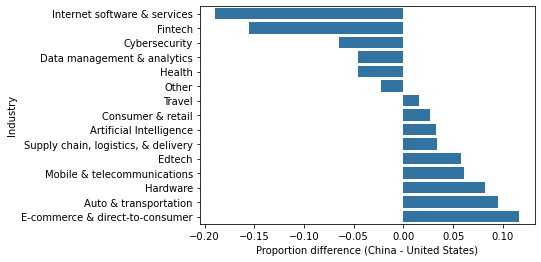 Internet software & services
Fintech
Cybersecurity
Data management & analytics
Health
Other
Travel
Consumer & retail
Artificial Intelligence
Supply chain, logistics, & delivery
Edtech
Mobile & telecommunications
Hardware
Auto & transportation
E-commerce & direct-to-consumer
Industry
−0.20 −0.15 −0.10 −0.05 0.00 0.05 0.10
Proportion difference (China - United States)